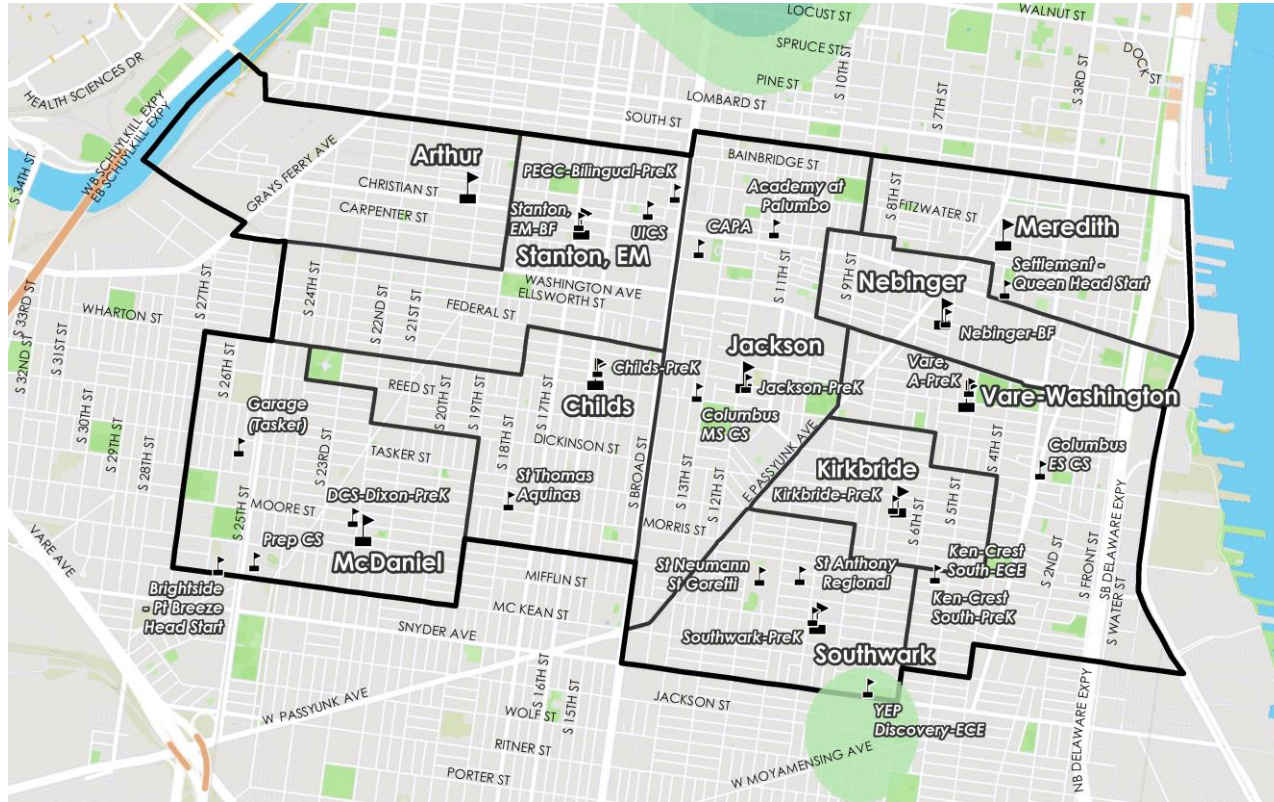 LOCUST ST
WALNUT ST
SPRUCE ST
S 10TH ST
DOCK ST
S 3RD ST
PINE ST
HEALTH SCIENCES DR
LOMBARD ST
S 7TH ST
SOUTH ST
WB SCHUYLKILL EXPY
EB SCHUYLKILL EXPY
S 34TH ST
GRAYS FERRY AVE
Arthur
CHRISTIAN ST
CARPENTER ST
PECC-Bilingual-PreK
Stanton,
EM-BF
UICS
Stanton, EM
BAINBRIDGE ST
Academy at
Palumbo
CAPA
S 8TH ST
FITZWATER ST
Meredith
Settlement -
Queen Head Start
S 11TH ST
S 9TH ST
Nebinger
Nebinger-BF
WASHINGTON AVE
ELLSWORTH ST
FEDERAL ST
S 33RD ST
S 32ND ST
S 31ST ST
WHARTON ST
S 27TH ST
S 24TH ST
S 22ND ST
S 21ST ST
S 26TH ST
REED ST
S 20TH ST
S 19TH ST
S 17TH ST
Childs-PreK
Childs
Jackson
Jackson-PreK
Columbus
MS CS
Vare,
A-PreK
Vare-Washington
S 30TH ST
S 29TH ST
S 28TH ST
Garage
(Tasker)
S 23RD ST
TASKER ST
DICKINSON ST
S 18TH ST
S BROAD ST
S 13TH ST
S 12TH ST
E PASSYUNK AVE
S 4TH ST
Columbus
ES CS
Kirkbride
Kirkbride-PreK
S 6TH ST
S 5TH ST
St Thomas
Aquinas
DCS-Dixon-PreK
MOORE ST
S 25TH ST
MORRIS ST
VARE AVE
Prep CS
McDaniel
Brightside
- Pt Breeze
Head Start
MIFFLIN ST
MC KEAN ST
SNYDER AVE
St Neumann
St Goretti
St Anthony
Regional
Ken-Crest
South-ECE
Ken-Crest
South-PreK
S 2ND ST
S FRONT ST
SB DELAWARE EXPY
S WATER ST
Southwark-PreK
Southwark
S 16TH ST
S 15TH ST
W PASSYUNK AVE
JACKSON ST
WOLF ST
RITNER ST
PORTER ST
YEP
Discovery-ECE
W MOYAMENSING AVE
NB DELAWARE EXPY